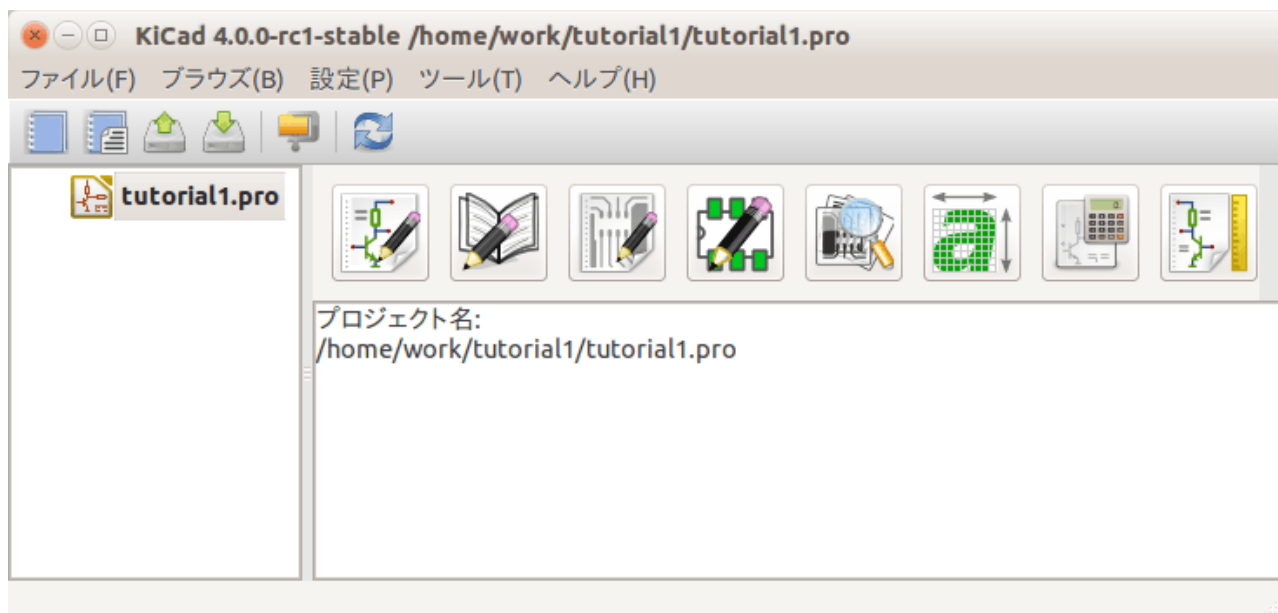 KiCad 4.0.0-rc1-stable /home/work/tutorial1/tutorial1.pro
ファイル(F) ブラウズ(B) 設定(P) ツール(T) ヘルプ(H)
tutorial1.pro
プロジェクト名:
/home/work/tutorial1/tutorial1.pro